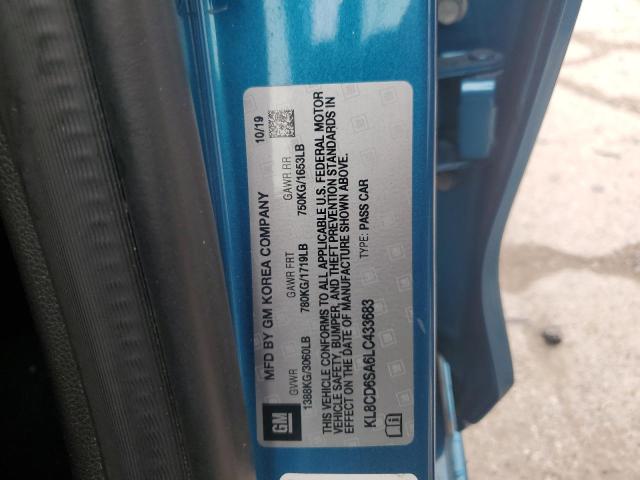 MFD BY GM KOREA COMPANY 10/19
GVWR GAWR FRT GAWR RR
1388KG/3060LB 780KG/1719LB 750KG/1653LB
THIS VEHICLE CONFORMS TO ALL APPLICABLE U.S. FEDERAL MOTOR
VEHICLE SAFETY, BUMPER, AND THEFT PREVENTION STANDARDS IN
EFFECT ON THE DATE OF MANUFACTURE SHOWN ABOVE.
TYPE: PASS CAR
KL8CD6SA6LC433683
GM